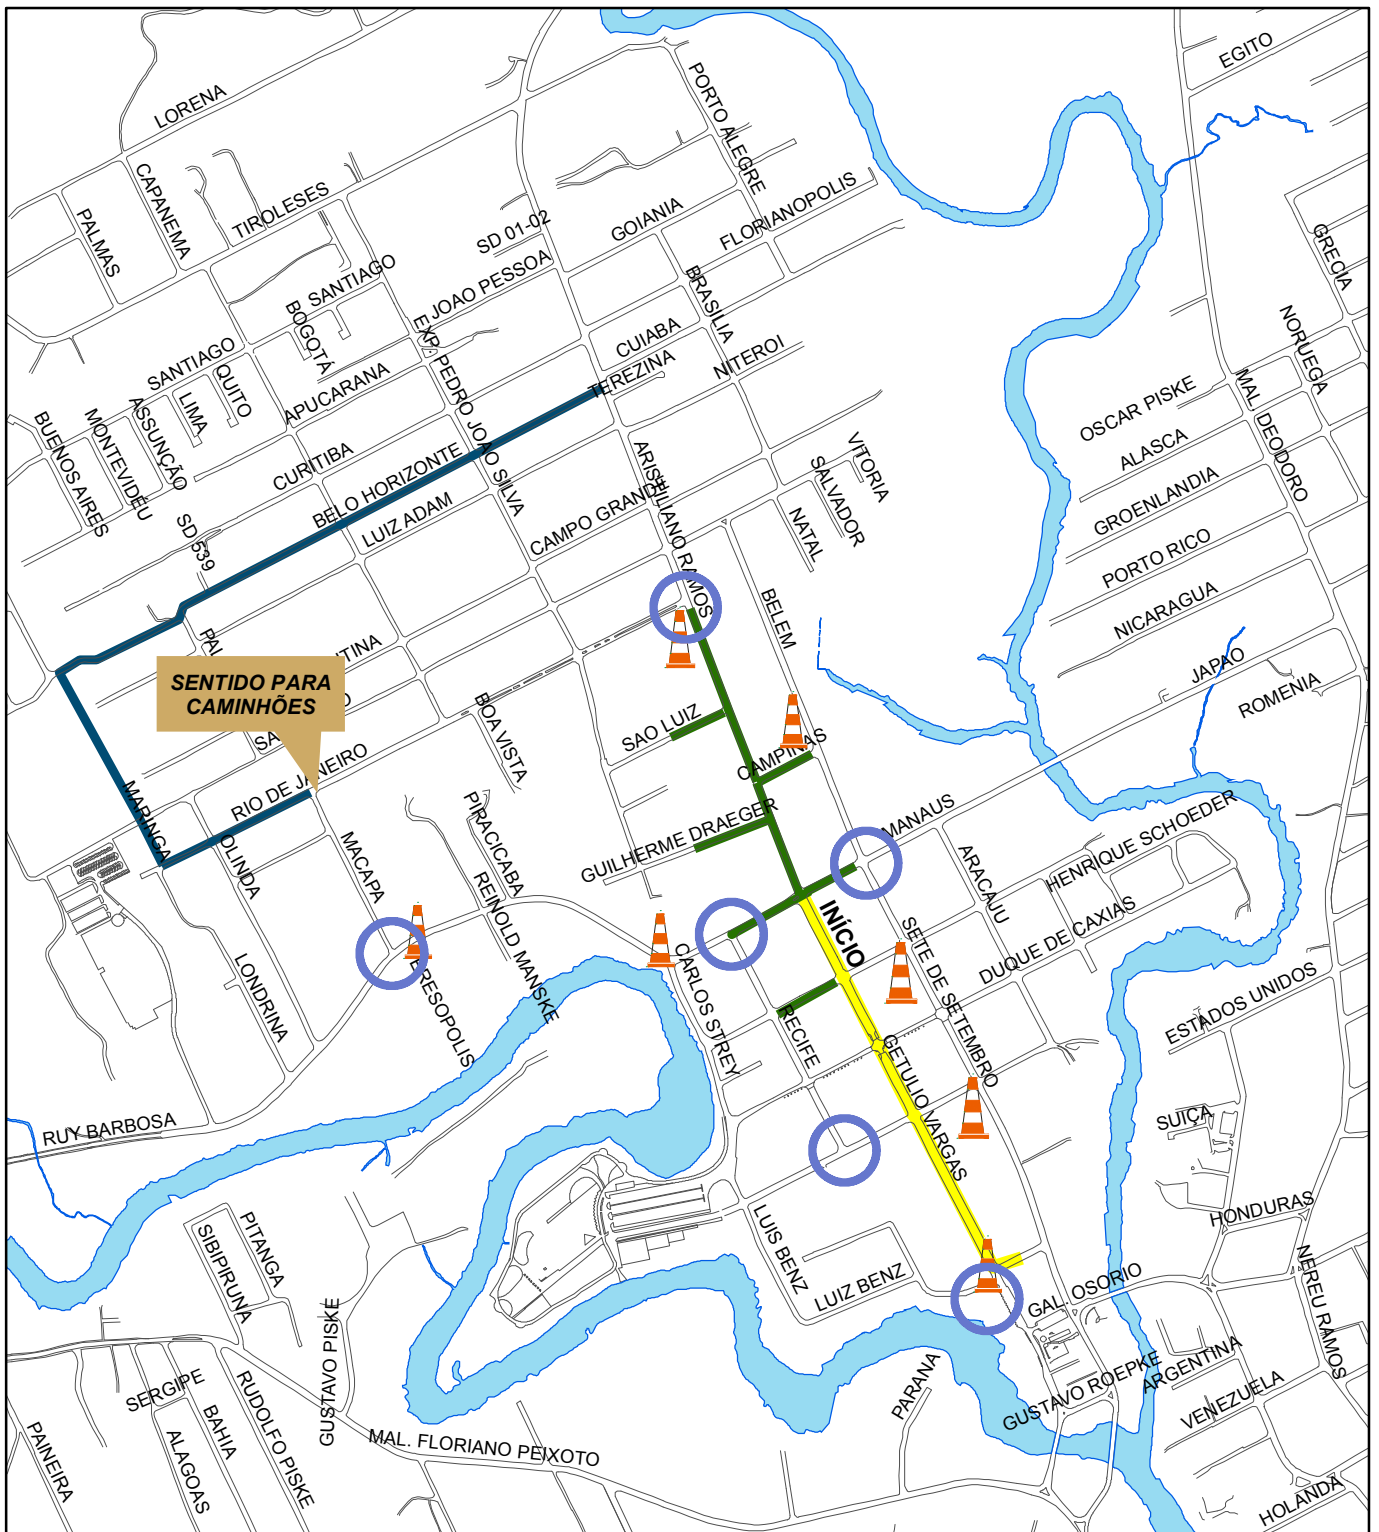 EGITO
LORENA
PORTO ALEGRE
CAPANEMA
PALMAS
TIROLESES
SD 01-02
GOIANIA
FLORIANOPOLIS
GRECIA
SANTIAGO
JOAO PESSOA
BRASILIA
BOGOTÁ
EXP. PEDRO JOAO SILVA
CUIABA
NORUEGA
SANTIAGO
QUITO
LIMA
APUCARANA
TEREZINA
NITEROI
MAL. DEODORO
OSCAR PISKE
ASSUNÇÃO
MONTEVIDÉU
BUENOS AIRES
CURITIBA
BELO HORIZONTE
ARISTILIANO RAMOS
VITORIA
SALVADOR
ALASCA
GROENLANDIA
SD 539
LUIZ ADAM
CAMPO GRANDE
NATAL
PORTO RICO
NICARAGUA
BELEM
JAPAO
ROMENIA
SENTIDO PARA
CAMINHÕES
BOA VISTA
SAO LUIZ
CAMPINAS
RIO DE JANEIRO
MARINGA
OLINDA
MACAPA
PIRACICABA
GUILHERME DRAEGER
MANAUS
HENRIQUE SCHOEDER
ARACAJU
REINOLD MANSKE
INÍCIO
SETE DE SETEMBRO
DUQUE DE CAXIAS
CARLOS STREY
LONDRINA
ERESOPOLIS
RECIFE
GETULIO VARGAS
ESTADOS UNIDOS
RUY BARBOSA
SUIÇA
PITANGA
SIBIPIRUNA
LUIS BENZ
LUIZ BENZ
GAL. OSORIO
HONDURAS
NEREU RAMOS
GUSTAVO PISKE
PARANA
GUSTAVO ROEPKE
ARGENTINA
VENEZUELA
SERGIPE
RUDOLFO PISKE
BAHIA
ALAGOAS
PAINEIRA
MAL. FLORIANO PEIXOTO
HOLANDA